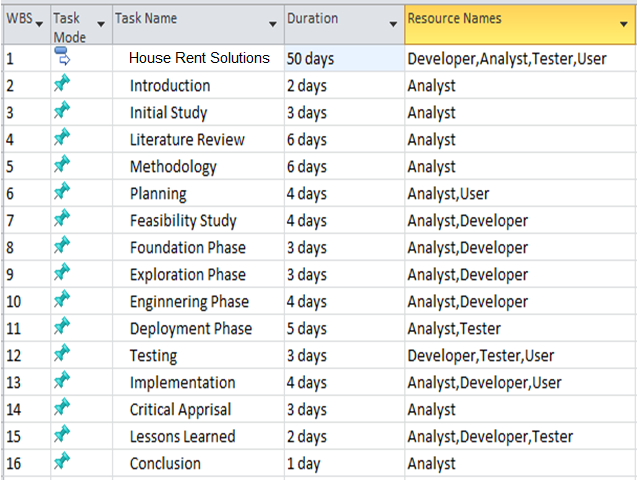 WBS Task Mode Task Name Duration Resource Names
1 House Rent Solutions 50 days Developer,Analyst,Tester,User
2 Introduction 2 days Analyst
3 Initial Study 3 days Analyst
4 Literature Review 6 days Analyst
5 Methodology 6 days Analyst
6 Planning 4 days Analyst,User
7 Feasibility Study 4 days Analyst,Developer
8 Foundation Phase 3 days Analyst,Developer
9 Exploration Phase 3 days Analyst,Developer
10 Enginnering Phase 4 days Analyst,Developer
11 Deployment Phase 5 days Analyst,Tester
12 Testing 3 days Developer,Tester,User
13 Implementation 4 days Analyst,Developer,User
14 Critical Apprisal 3 days Analyst
15 Lessons Learned 2 days Analyst,Developer,Tester
16 Conclusion 1 day Analyst